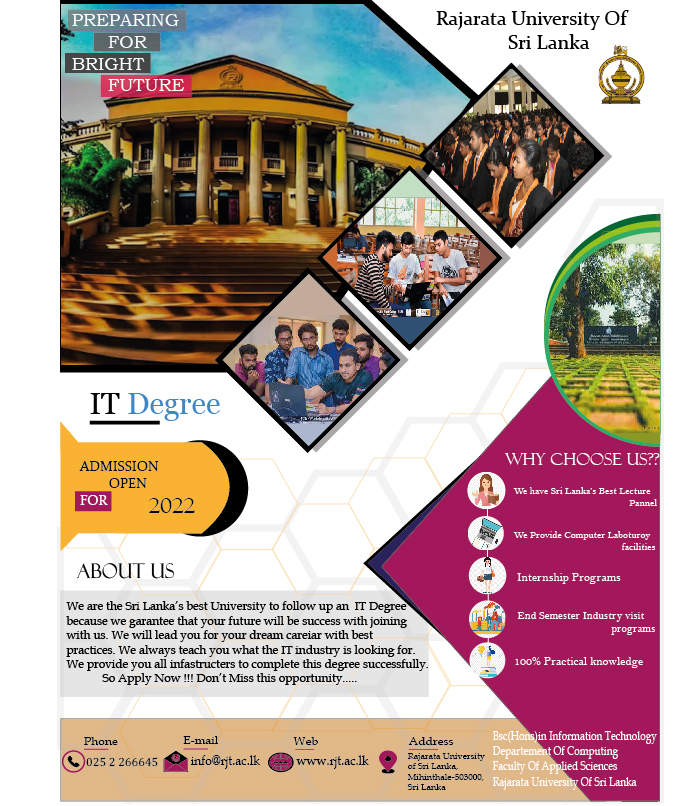 PREPARING
FOR
BRIGHT
FUTURE
Rajarata University Of
Sri Lanka
IT Degree
ADMISSION
OPEN
FOR
2022
ABOUT US
We are the Sri Lanka's best University to follow up an IT Degree
because we garantee that your future will be success with joining
with us. We will lead you for your dream careiar with best
practices. We always teach you what the IT industry is looking for.
We provide you all infastructers to complete this degree successfully.
So Apply Now !!! Don't Miss this opportunity.....
WHY CHOOSE US??
We have Sri Lanka's Best Lecture
Pannel
We Provide Computer Laboturoy
facilities
Internship Programs
End Semester Industry visit
programs
100% Practical knowledge
Phone
025 2 266645
E-mail
info@rjt.ac.lk
Web
www.rjt.ac.lk
Address
Rajarata University
of Sri Lanka,
Mihinthale-503000,
Sri Lanka
Bsc(Hons)in Information Technology
Departement Of Computing
Faculty Of Applied Sciences
Rajarata University Of Sri Lanka